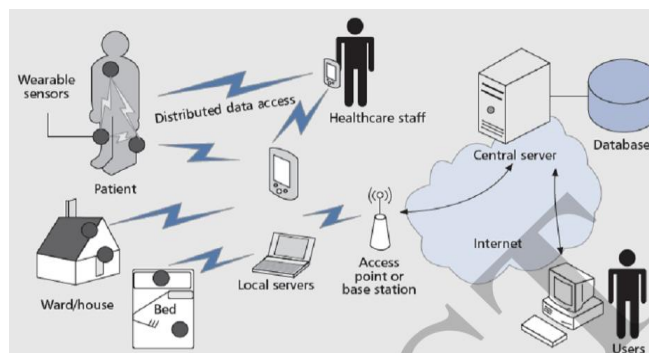 Wearable
sensors
Distributed data access
Healthcare staff
Patient
Central server
Database
Ward/house
Bed
Local servers
Access
point or
base station
Internet
Users